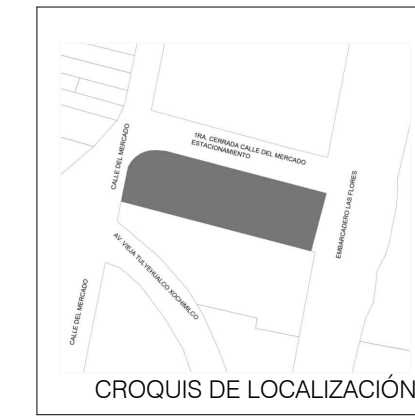 1RA. CERRADA CALLE DEL MERCADO
ESTACIONAMIENTO
CALLE DEL MERCADO
EMBARCADERO LAS FLORES
AV. VIEJA TULYEHUALCO XOCHIMILCO
CALLE DEL MERCADO
CROQUIS DE LOCALIZACIÓN